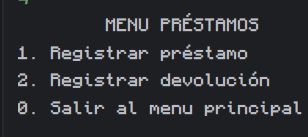 MENU PRÉSTAMOS
1. Registrar préstamo
2. Registrar devolución
0. Salir al menu principal